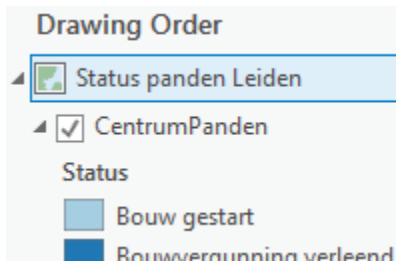 Drawing Order
Status panden Leiden
CentrumPanden
Status
Bouw gestart
Bouwvergunning verleend